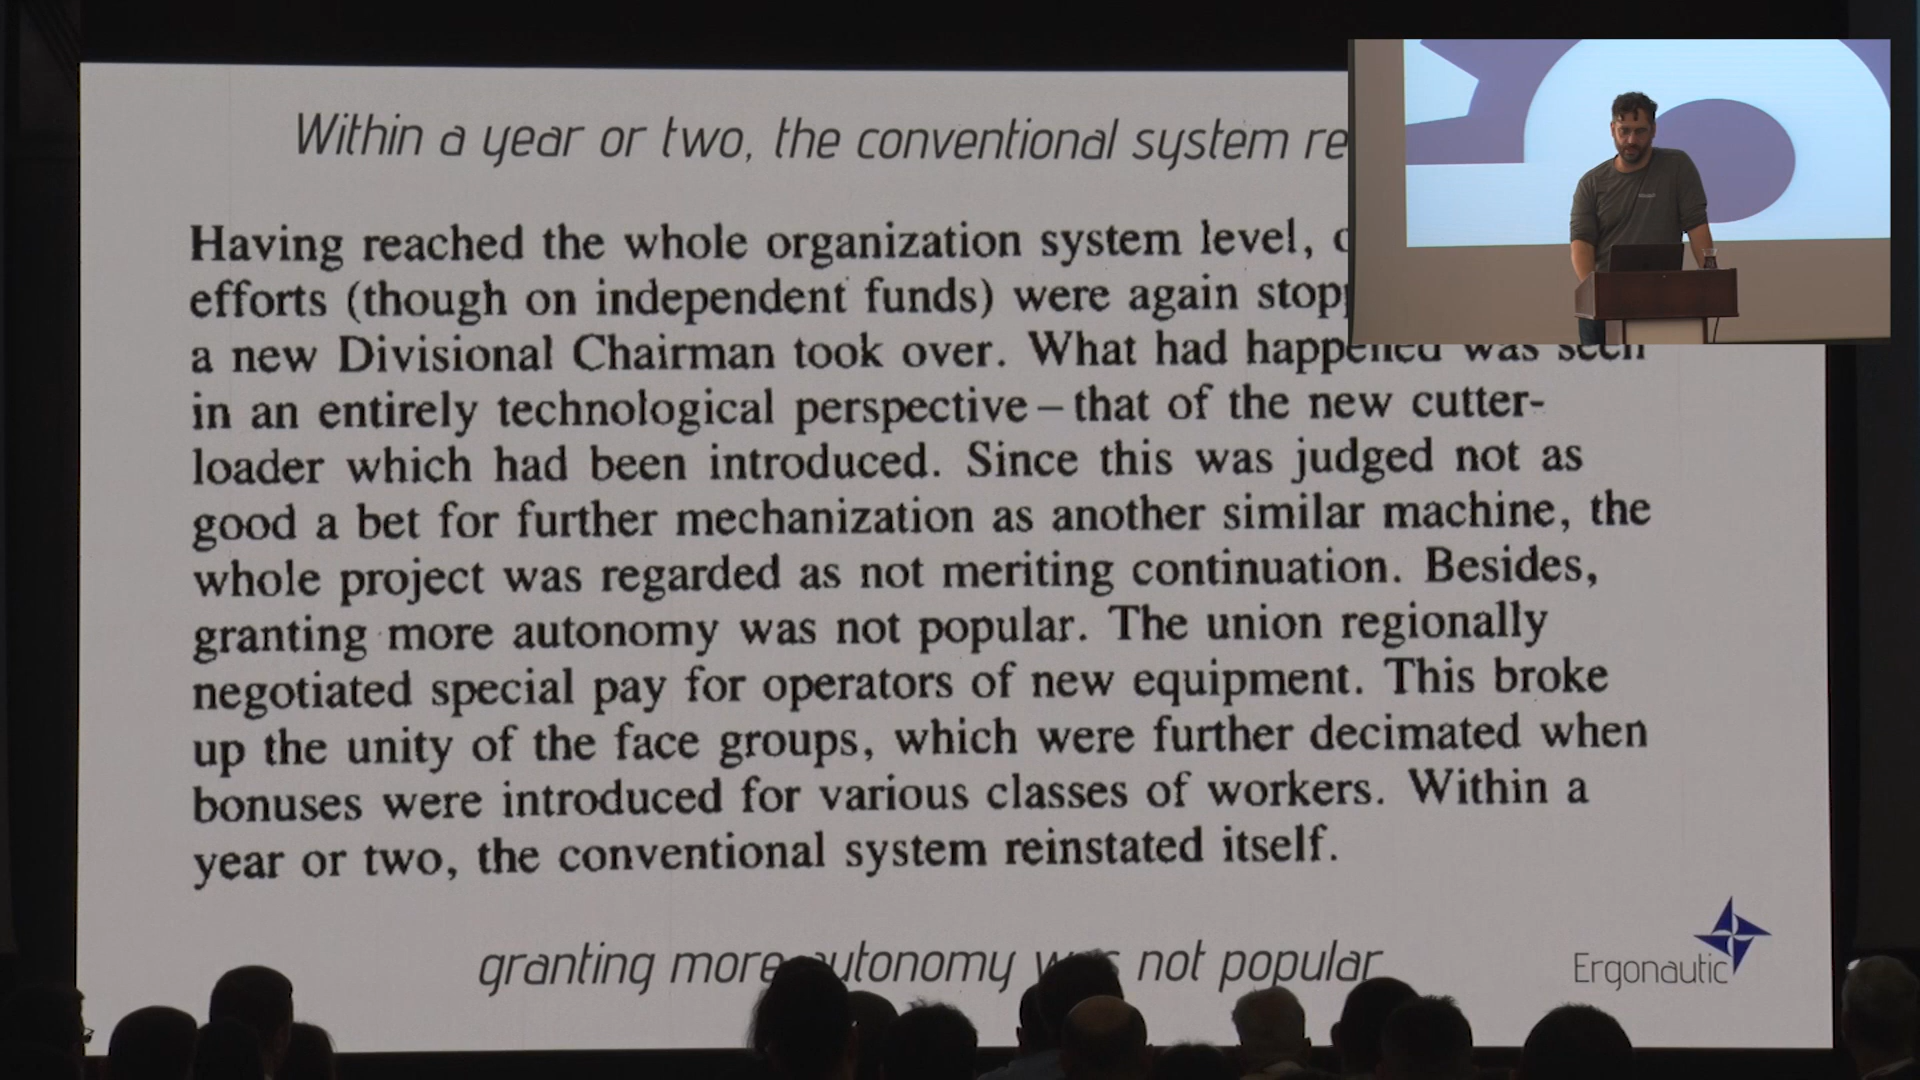 Within a year or two, the conventional system re
Having reached the whole organization system level,
efforts (though on independent funds) were again
a new Divisional Chairman took over. What had happened was seen
in an entirely technological perspective – that of the new cutter-
loader which had been introduced. Since this was judged not as
good a bet for further mechanization as another similar machine, the
whole project was regarded as not meriting continuation. Besides,
granting more autonomy was not popular. The union regionally
negotiated special pay for operators of new equipment. This broke
up the unity of the face groups, which were further decimated when
bonuses were introduced for various classes of workers. Within a
year or two, the conventional system reinstated itself.
granting more autonomy was not popular
Ergonautic